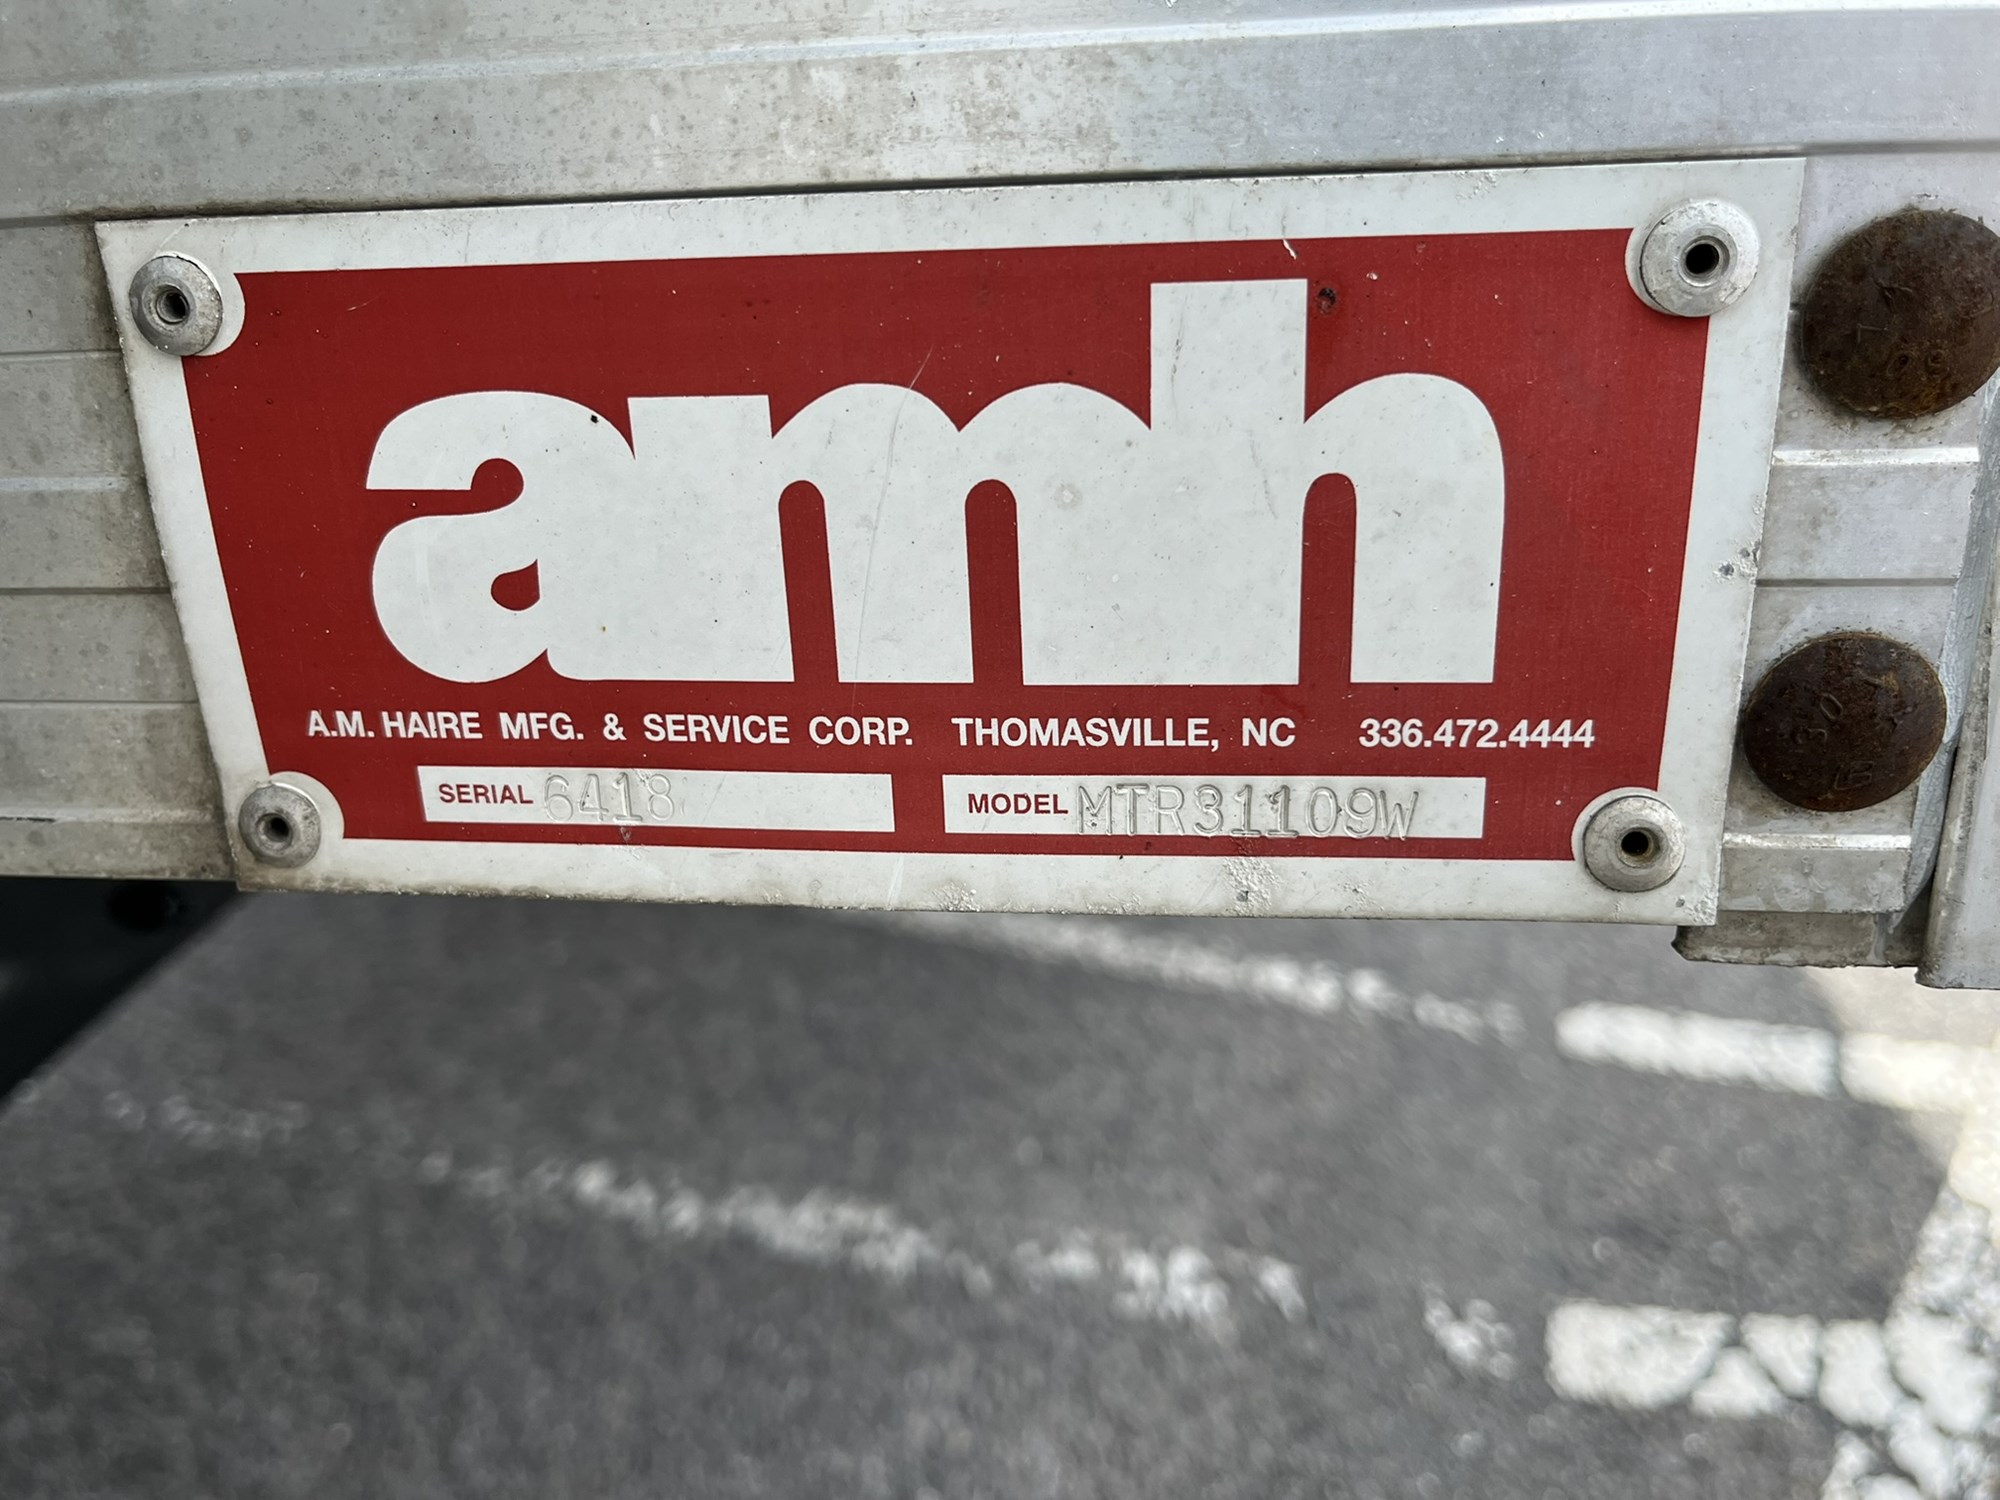 amh
A.M. HAIRE MFG. & SERVICE CORP. THOMASVILLE, NC 336.472.4444
SERIAL 6418 MODEL MTR31109W